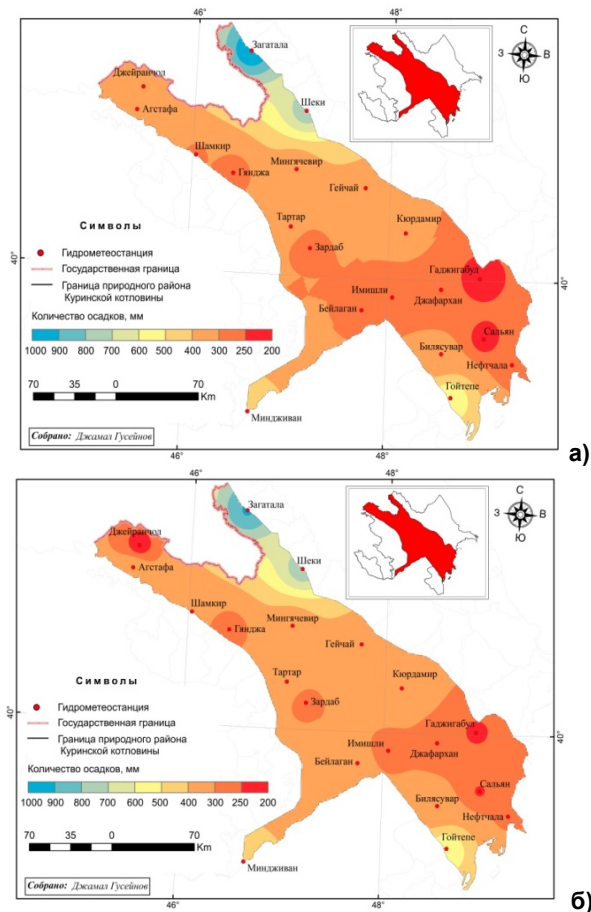 46°
48°
С
З
В
Ю
Загатала
Джейранчол
Шеки
Агстафа
Шамкир
Мингячевир
Гянджа
Гейчай
Символы
Тартар
Кюрдамир
Гидрометеостанция
Зардаб
40°
Государственная граница
Гаджигабул
40°
Граница природного района
Куринской котловины
Имишли
Джафархан
Бейлаган
Количество осадков, мм
Сальян
Билясувар
Нефтчала
1000 900 800 700 600 500 400 300 250 200
Гойтепе
70 35 0 70
Km
Миндживан
Собрано: Джамал Гусейнов
46°
48°
а)
46°
48°
С
З
В
Ю
Загатала
Джейранчол
Шеки
Агстафа
Шамкир
Мингячевир
Гянджа
Гейчай
Символы
Тартар
Кюрдамир
Гидрометеостанция
Зардаб
40°
Государственная граница
Гаджигабул
40°
Граница природного района
Куринской котловины
Имишли
Джафархан
Бейлаган
Количество осадков, мм
Сальян
Билясувар
Нефтчала
1000 900 800 700 600 500 400 300 250 200
Гойтепе
70 35 0 70
Km
Миндживан
Собрано: Джамал Гусейнов
46°
48°
б)